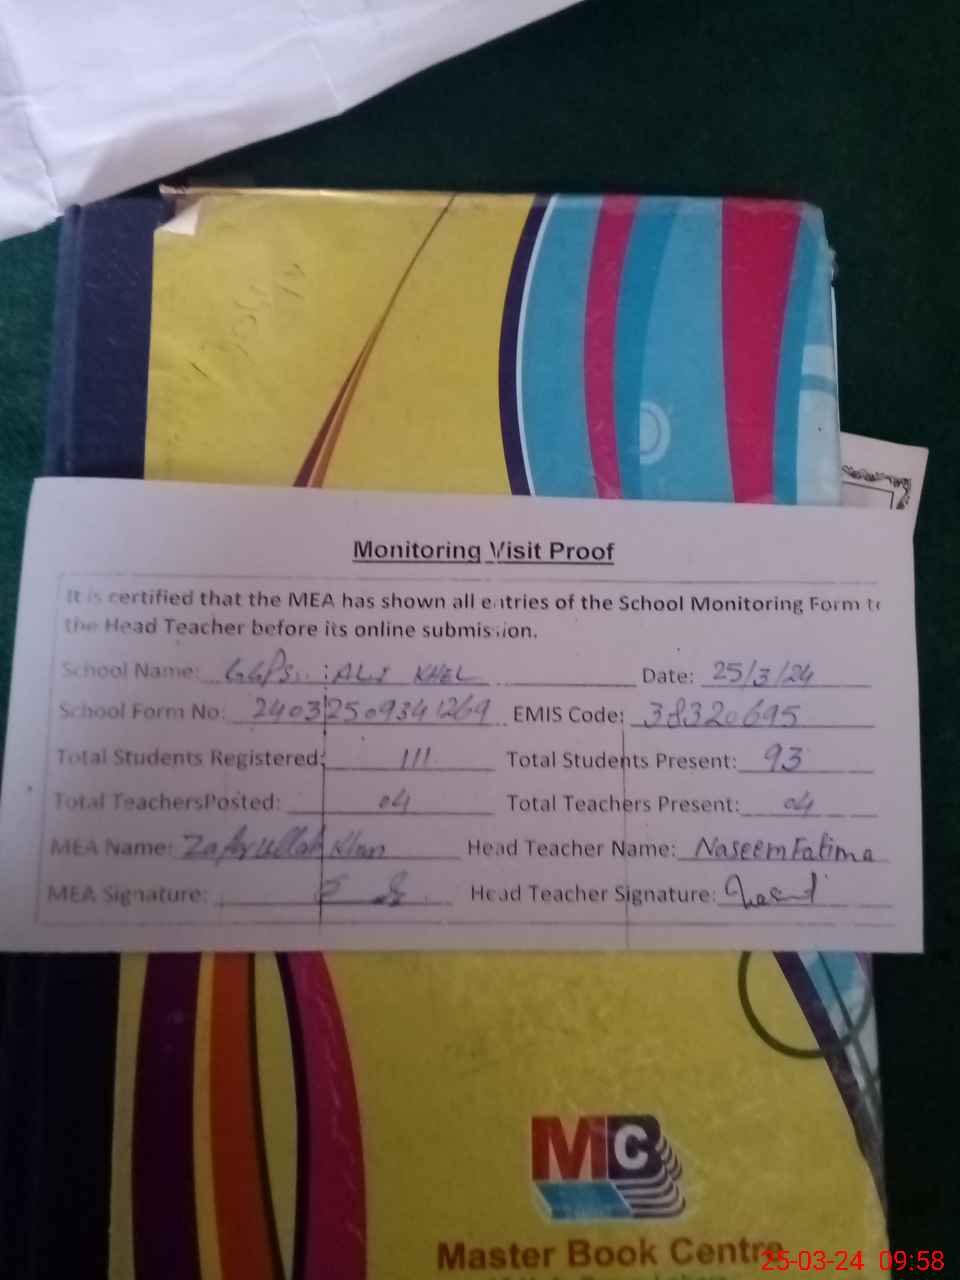 Monitoring Visit Proof
It is certified that the MEA has shown all entries of the School Monitoring Form to
the Head Teacher before its online submission.
School Name: GGPS. ALI KHEL Date: 25/3/24
School Form No: 24032509341269 EMIS Code: 38320695
Total Students Registered: 111 Total Students Present: 93
Total TeachersPosted: 04 Total Teachers Present: 04
MEA Name: Zafarullah Khan Head Teacher Name: Naseem Fatima
MEA Signature: Head Teacher Signature:
MBC
Master Book Centre
25-03-24 09:58